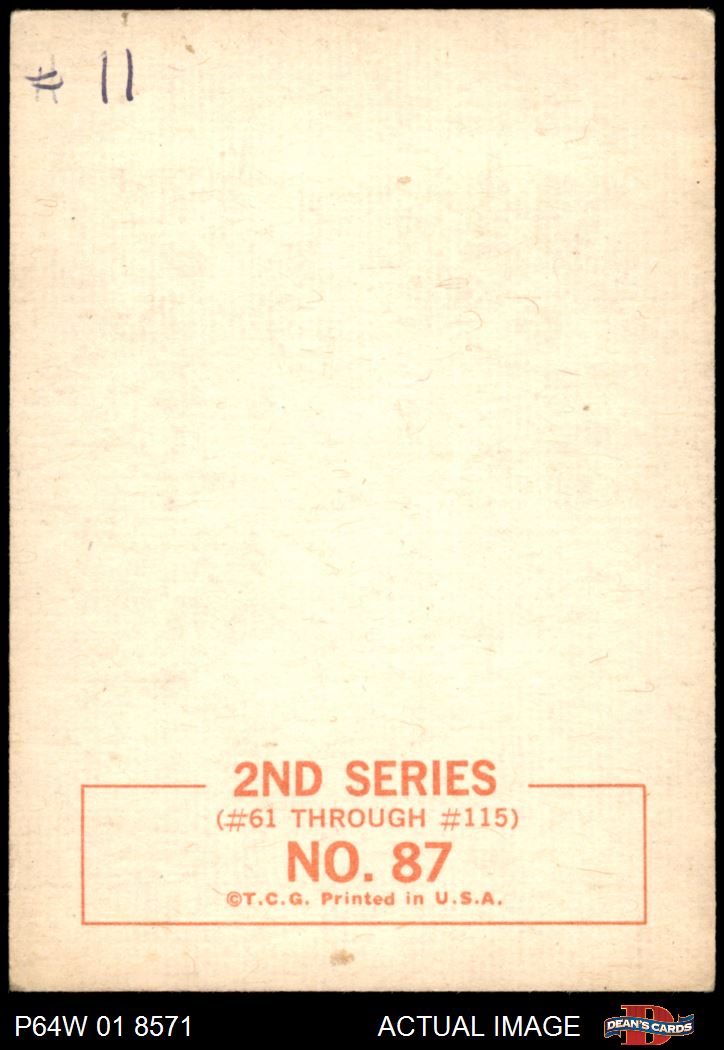 # 11
2ND SERIES
(#61 THROUGH #115)
NO. 87
©T.C.G. Printed in U.S.A.
P64W 01 8571
ACTUAL IMAGE
D
DEAN'S CARDS